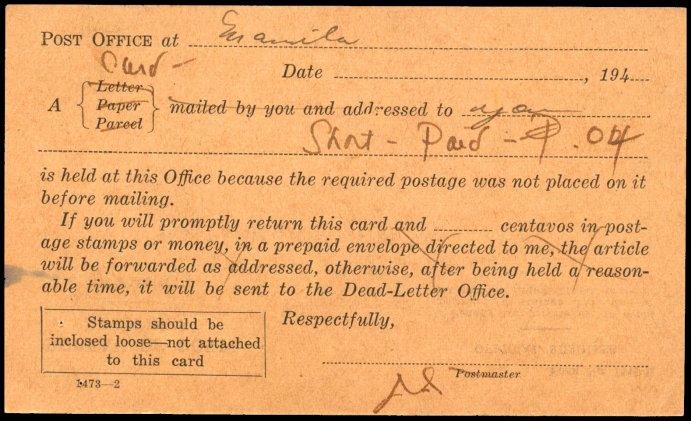 POST OFFICE at Manila
Card -
Date ........, 194
Letter
A { Paper } mailed by you and addressed to you
Parcel
Short - Paid - P. 04
is held at this Office because the required postage was not placed on it
before mailing.
If you will promptly return this card and ........ centavos in post-
age stamps or money, in a prepaid envelope directed to me, the article
will be forwarded as addressed, otherwise, after being held a reason-
able time, it will be sent to the Dead-Letter Office.
Stamps should be
inclosed loose—not attached
to this card
Respectfully,
Postmaster
1473—2